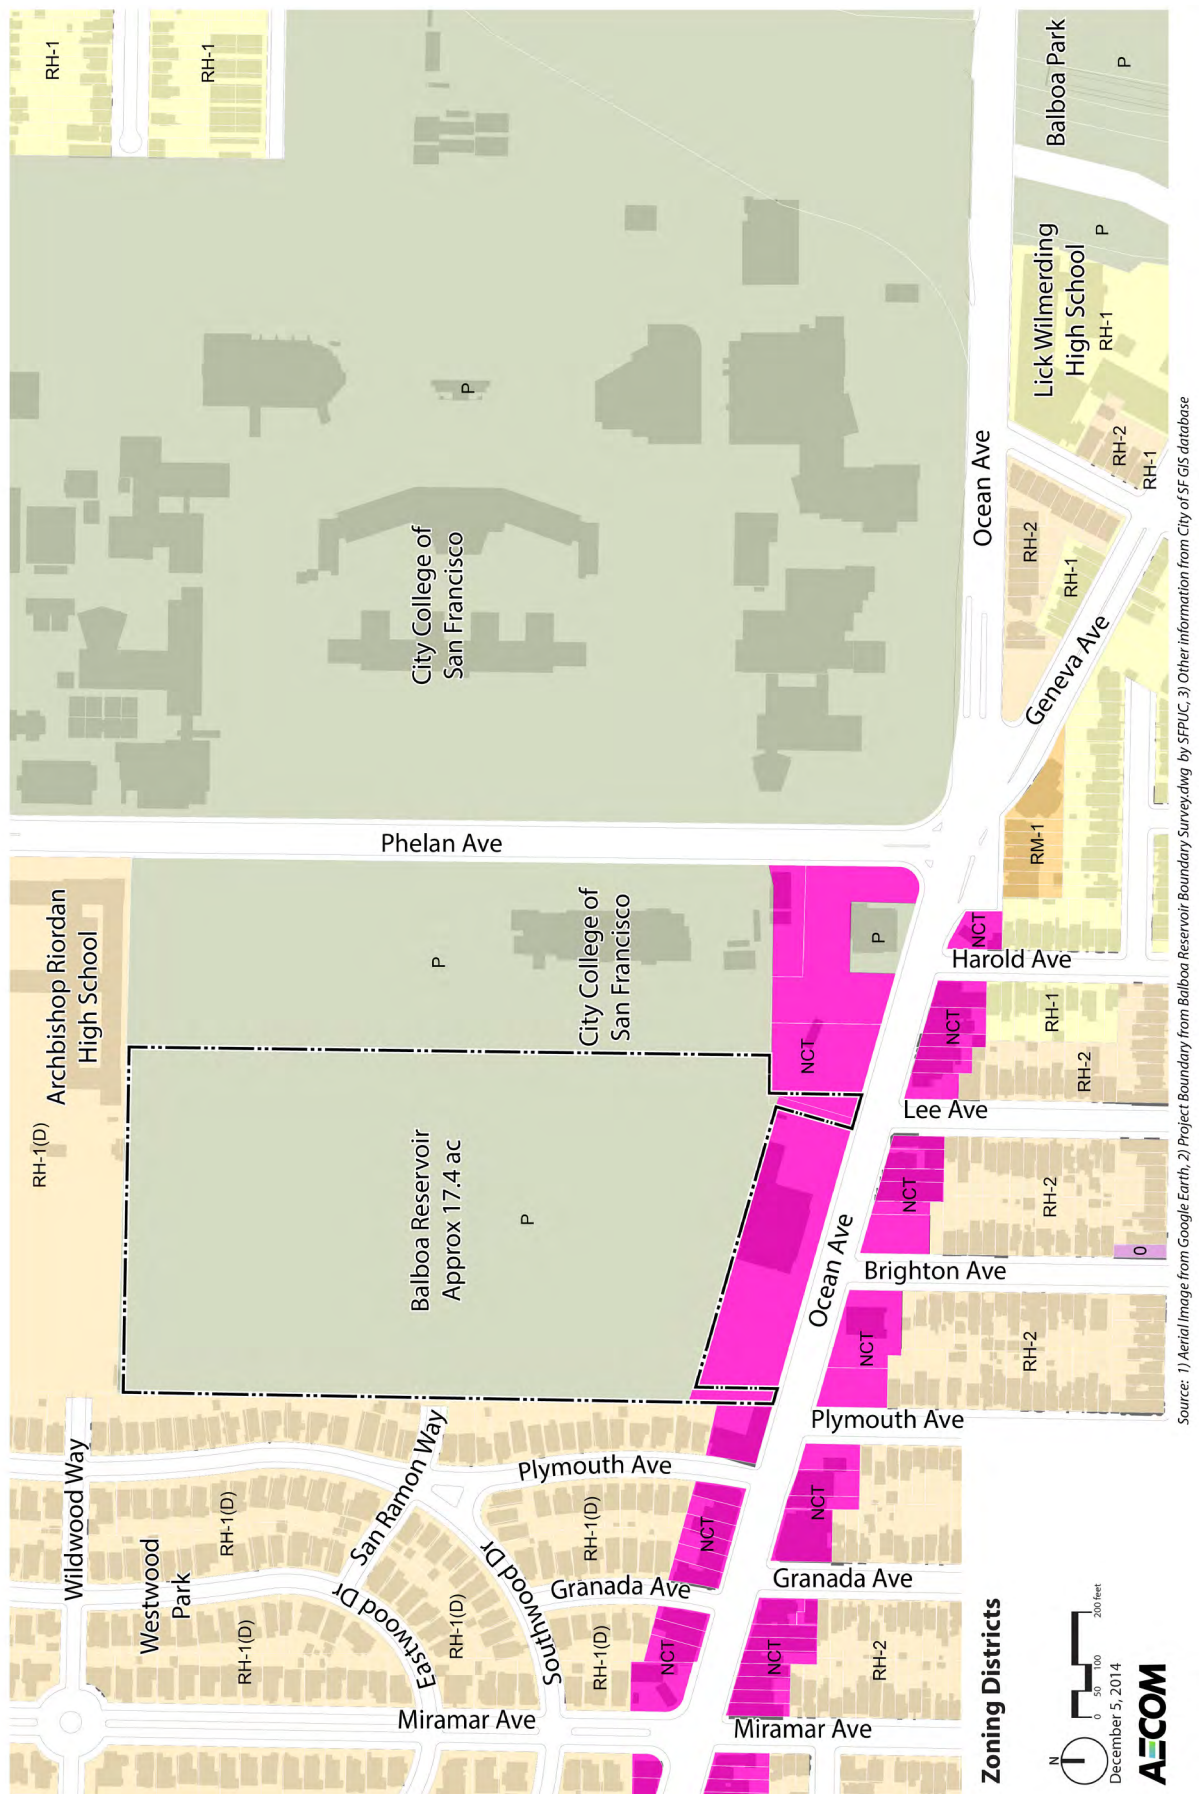 RH-1
RH-1
Balboa Park
P
Lick Wilmerding
High School
P
RH-1
RH-2
RH-1
P
City College of
San Francisco
Ocean Ave
RH-2
RH-1
Geneva Ave
RM-1
Phelan Ave
Archbishop Riordan
High School
RH-1(D)
P
City College of
San Francisco
P
NCT
NCT
Harold Ave
NCT
RH-1
RH-2
Lee Ave
Balboa Reservoir
Approx 17.4 ac
P
NCT
RH-2
0
Ocean Ave
Brighton Ave
NCT
RH-2
Plymouth Ave
Wildwood Way
San Ramon Way
Plymouth Ave
Westwood
Park
RH-1(D)
RH-1(D)
NCT
NCT
Granada Ave
Granada Ave
Eastwood Dr
Southwood Dr
RH-1(D)
RH-1(D)
RH-1(D)
NCT
NCT
RH-2
Miramar Ave
Miramar Ave
Zoning Districts
N
0 50 100 200 feet
December 5, 2014
AECOM
Source: 1) Aerial Image from Google Earth, 2) Project Boundary from Balboa Reservoir Boundary Survey.dwg by SFPUC, 3) Other information from City of SF GIS database